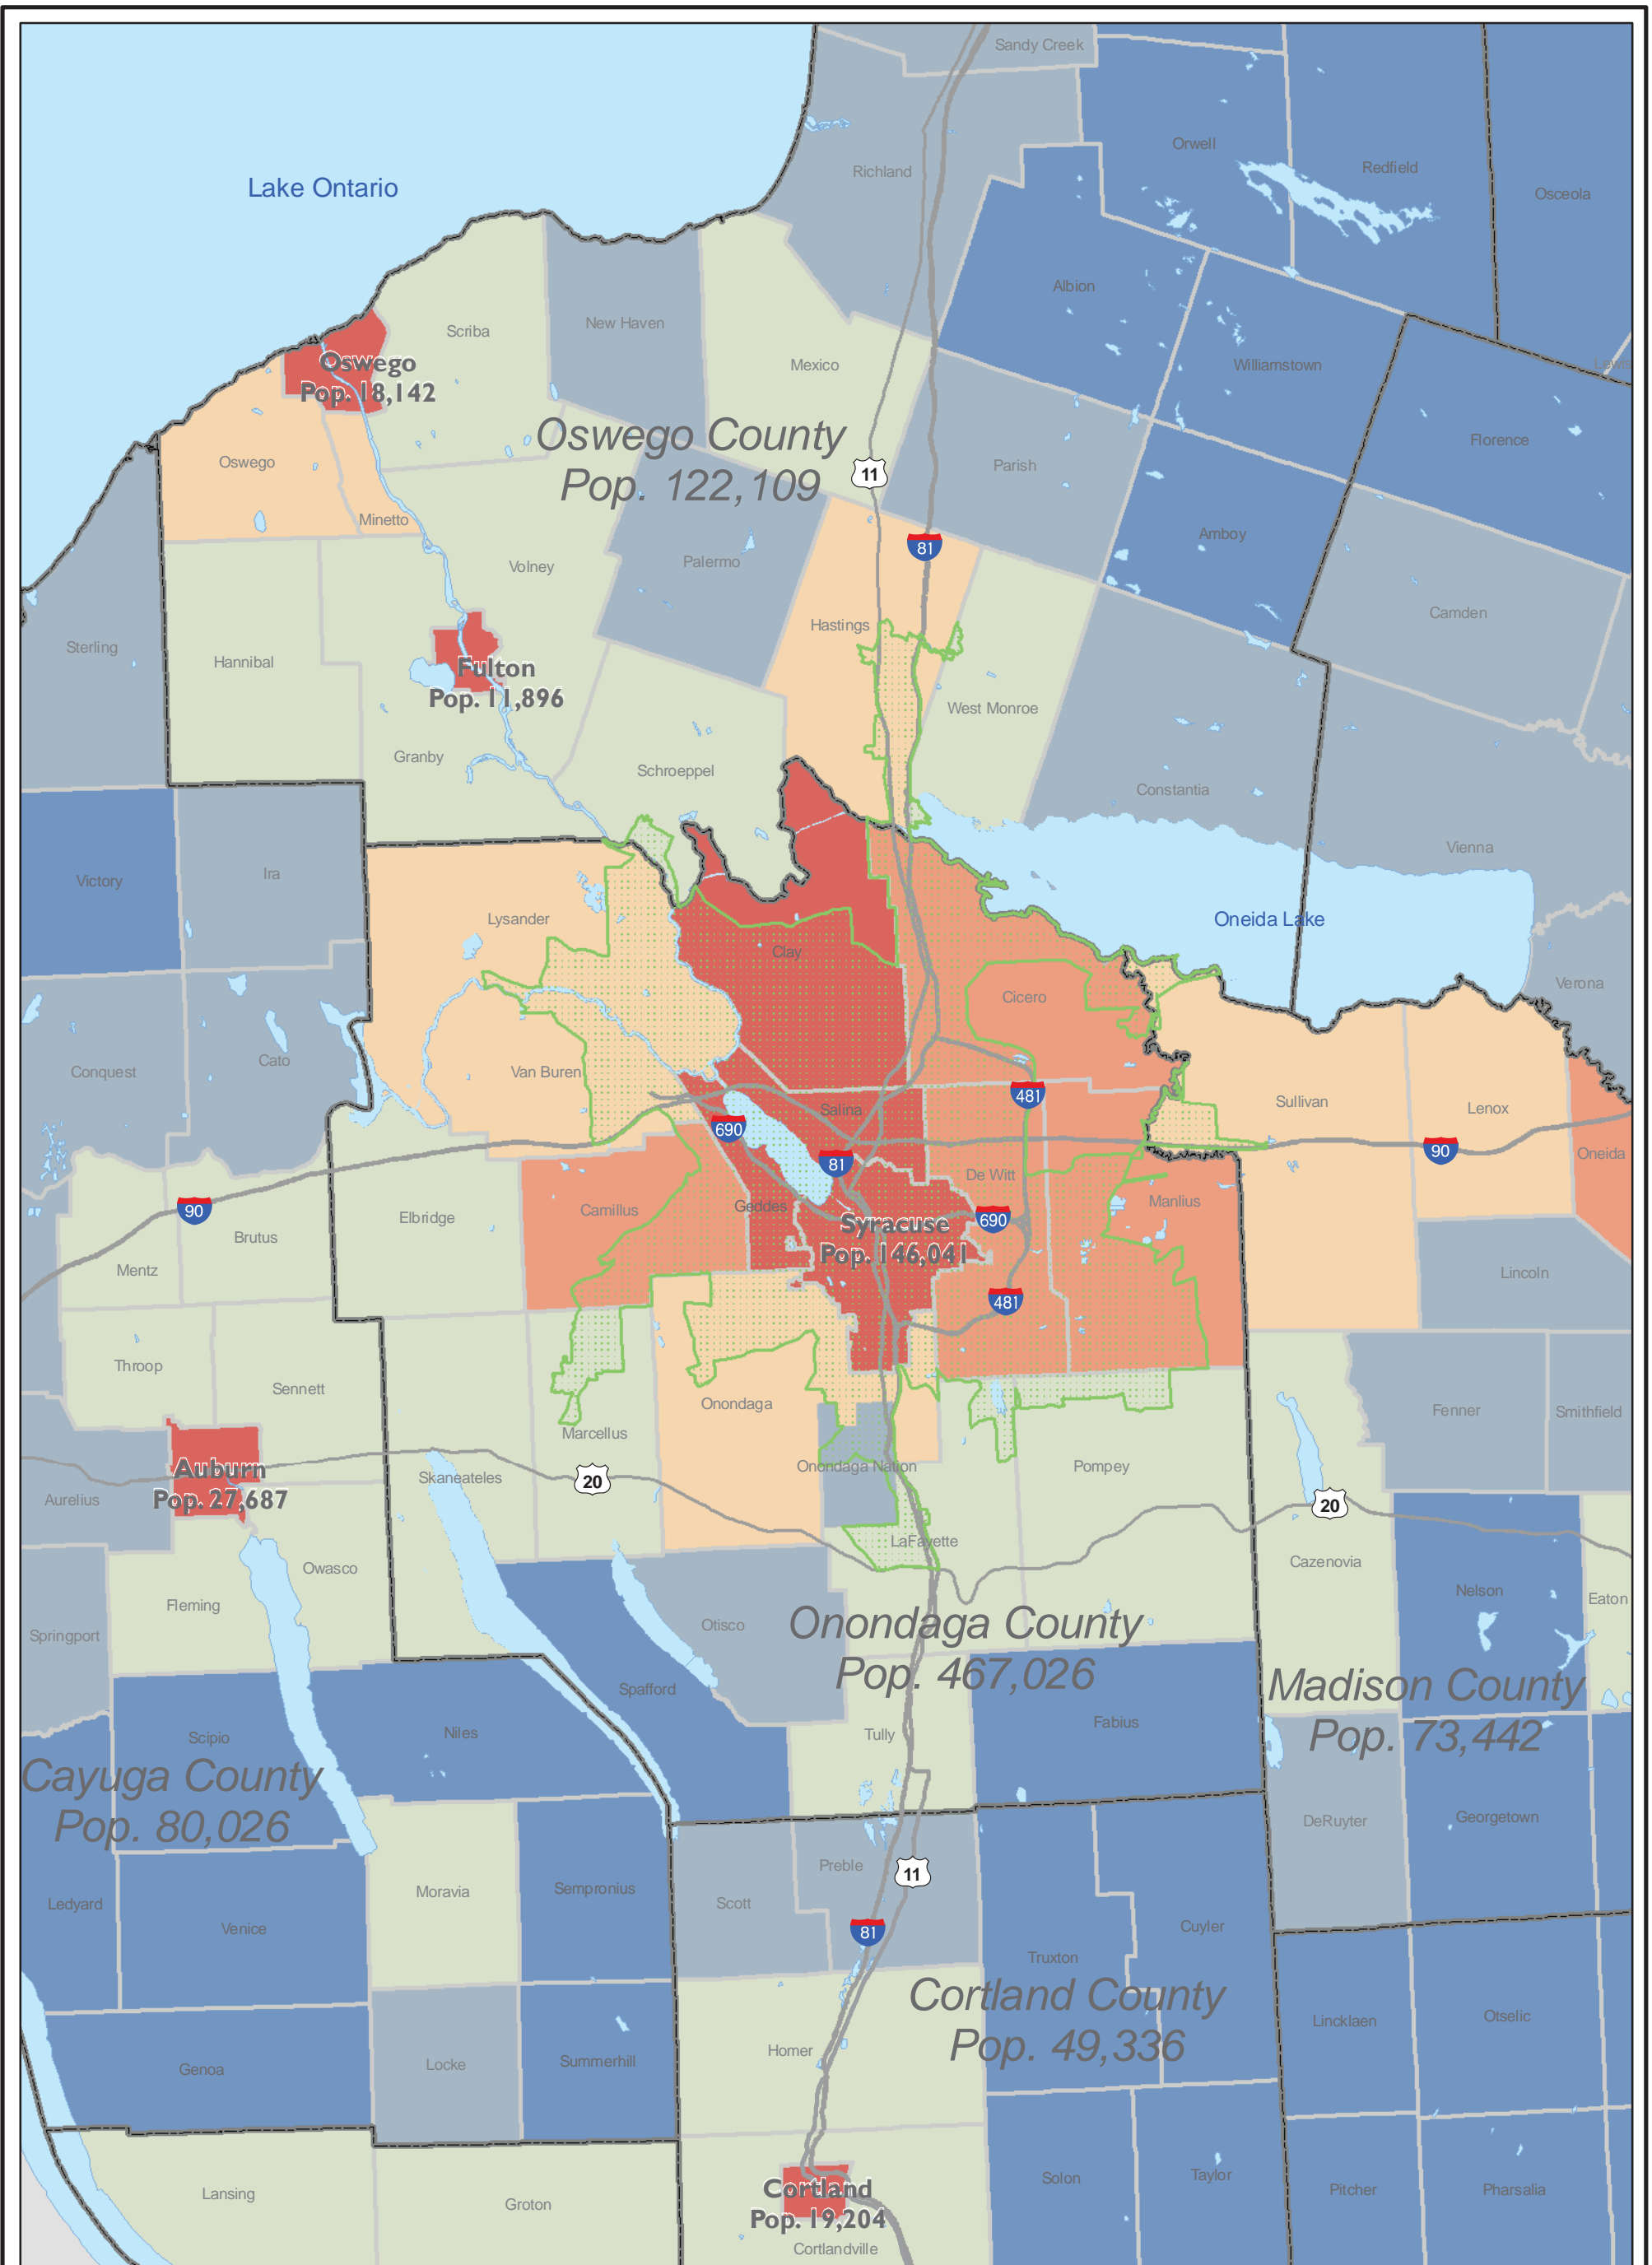 Sandy Creek
Orwell
Redfield
Richland
Lake Ontario
Osceola
Albion
Scriba
New Haven
Mexico
Williamstown
Oswego
Pop. 18,142
Oswego County
Pop. 122,109
Florence
Oswego
11
Parish
Minetto
Amboy
81
Volney
Palermo
Camden
Hastings
Sterling
Hannibal
Fulton
Pop. 11,896
West Monroe
Granby
Schroeppel
Constantia
Vienna
Victory
Ira
Lysander
Oneida Lake
Clay
Verona
Cicero
Cato
Conquest
Van Buren
481
Sullivan
Lenox
Salina
690
90
Oneida
81
De Witt
Manlius
90
Camillus
Geddes
Elbridge
690
Syracuse
Pop. 146,041
Brutus
Mentz
Lincoln
481
Throop
Sennett
Onondaga
Fenner
Smithfield
Marcellus
Onondaga Nation
Pompey
Auburn
Pop. 27,687
Skaneateles
20
Aurelius
20
LaFayette
Cazenovia
Owasco
Nelson
Eaton
Fleming
Springport
Otisco
Onondaga County
Pop. 467,026
Spafford
Madison County
Pop. 73,442
Fabius
Scipio
Niles
Tully
Cayuga County
Pop. 80,026
DeRuyter
Georgetown
Preble
11
Moravia
Sempronius
Scott
Ledyard
Venice
81
Cuyler
Truxton
Cortland County
Pop. 49,336
Lincklaen
Otselic
Homer
Genoa
Locke
Summerhill
Solon
Taylor
Pitcher
Pharsalia
Lansing
Groton
Cortland
Pop. 19,204
Cortlandville